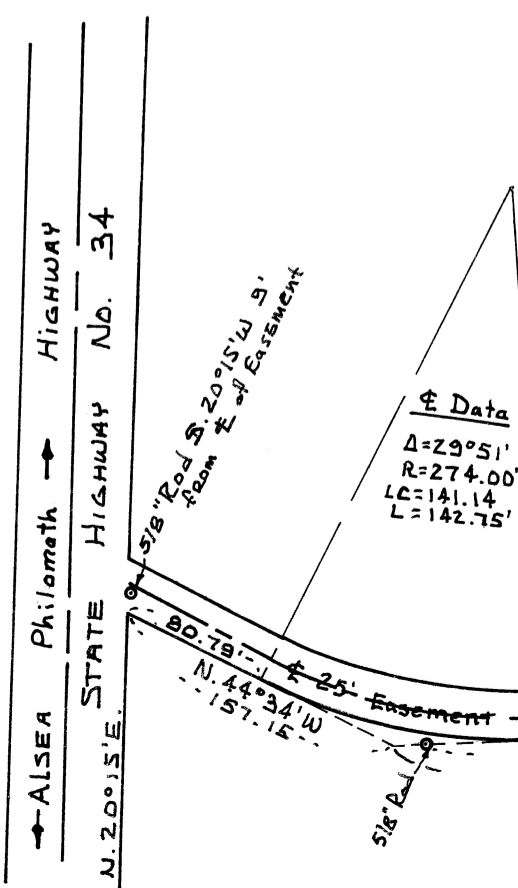 ← ALSEA Philomath → HIGHWAY
STATE HIGHWAY No. 34
N. 20°15'E.
5/8" Rod S. 20°15'W 9'
from ℄ of Easement
℄ Data
Δ=29°51'
R=274.00'
LC=141.14
L=142.75'
80.79'
℄ 25' Easement
N. 44°34'W
157.15
5/8" Rod